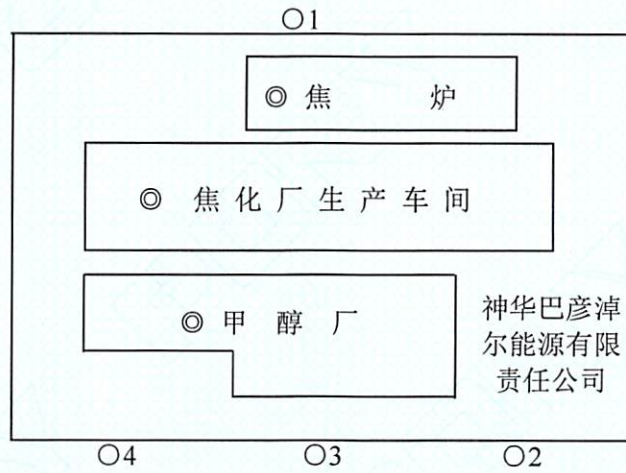 ○1
◎ 焦 炉
◎ 焦化厂生产车间
◎ 甲醇厂
神华巴彦淖
尔能源有限
责任公司
○4 ○3 ○2